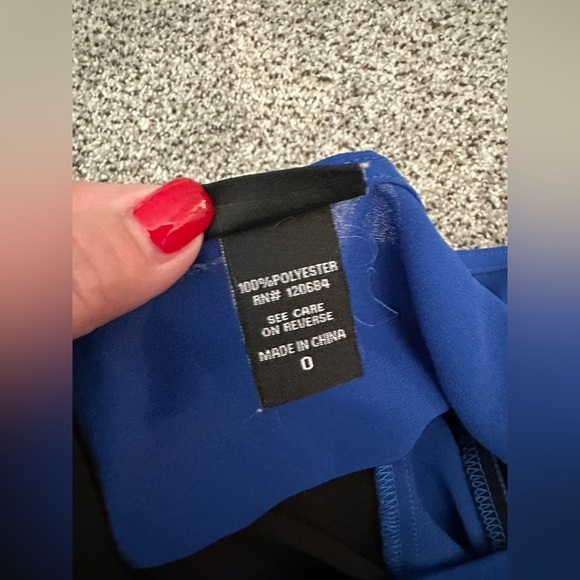 100%POLYESTER
RN# 120684
SEE CARE
ON REVERSE
MADE IN CHINA
0